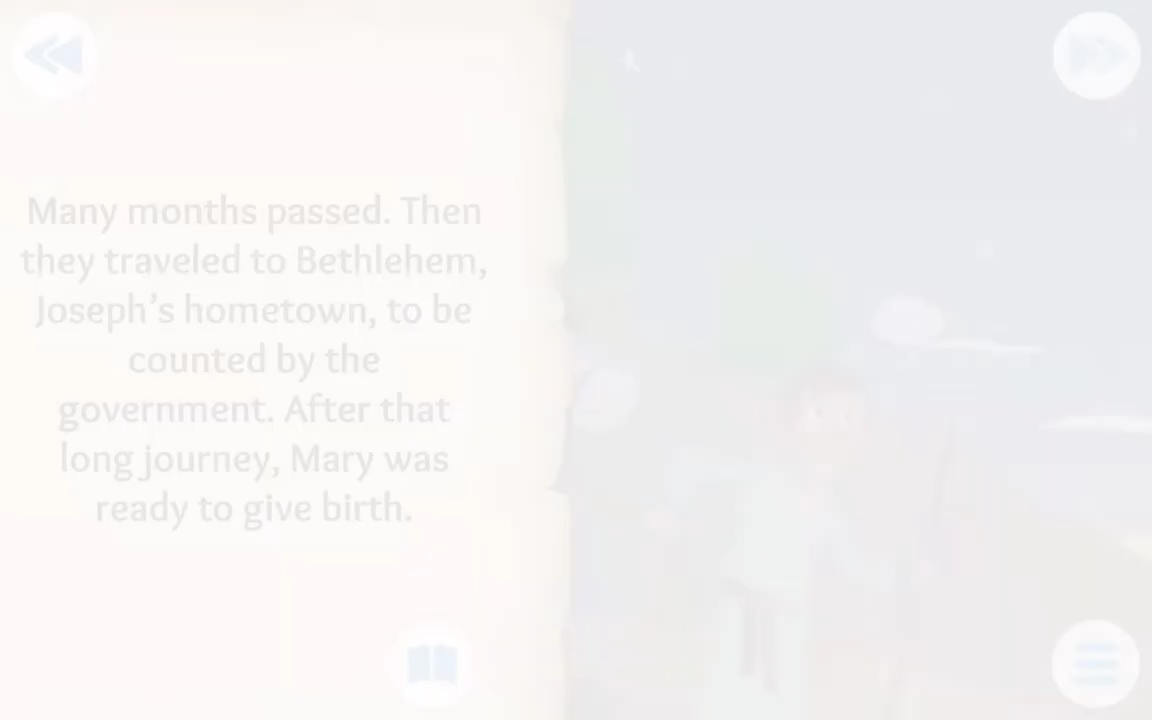 Many months passed. Then
they traveled to Bethlehem,
Joseph's hometown, to be
counted by the
government. After that
long journey, Mary was
ready to give birth.